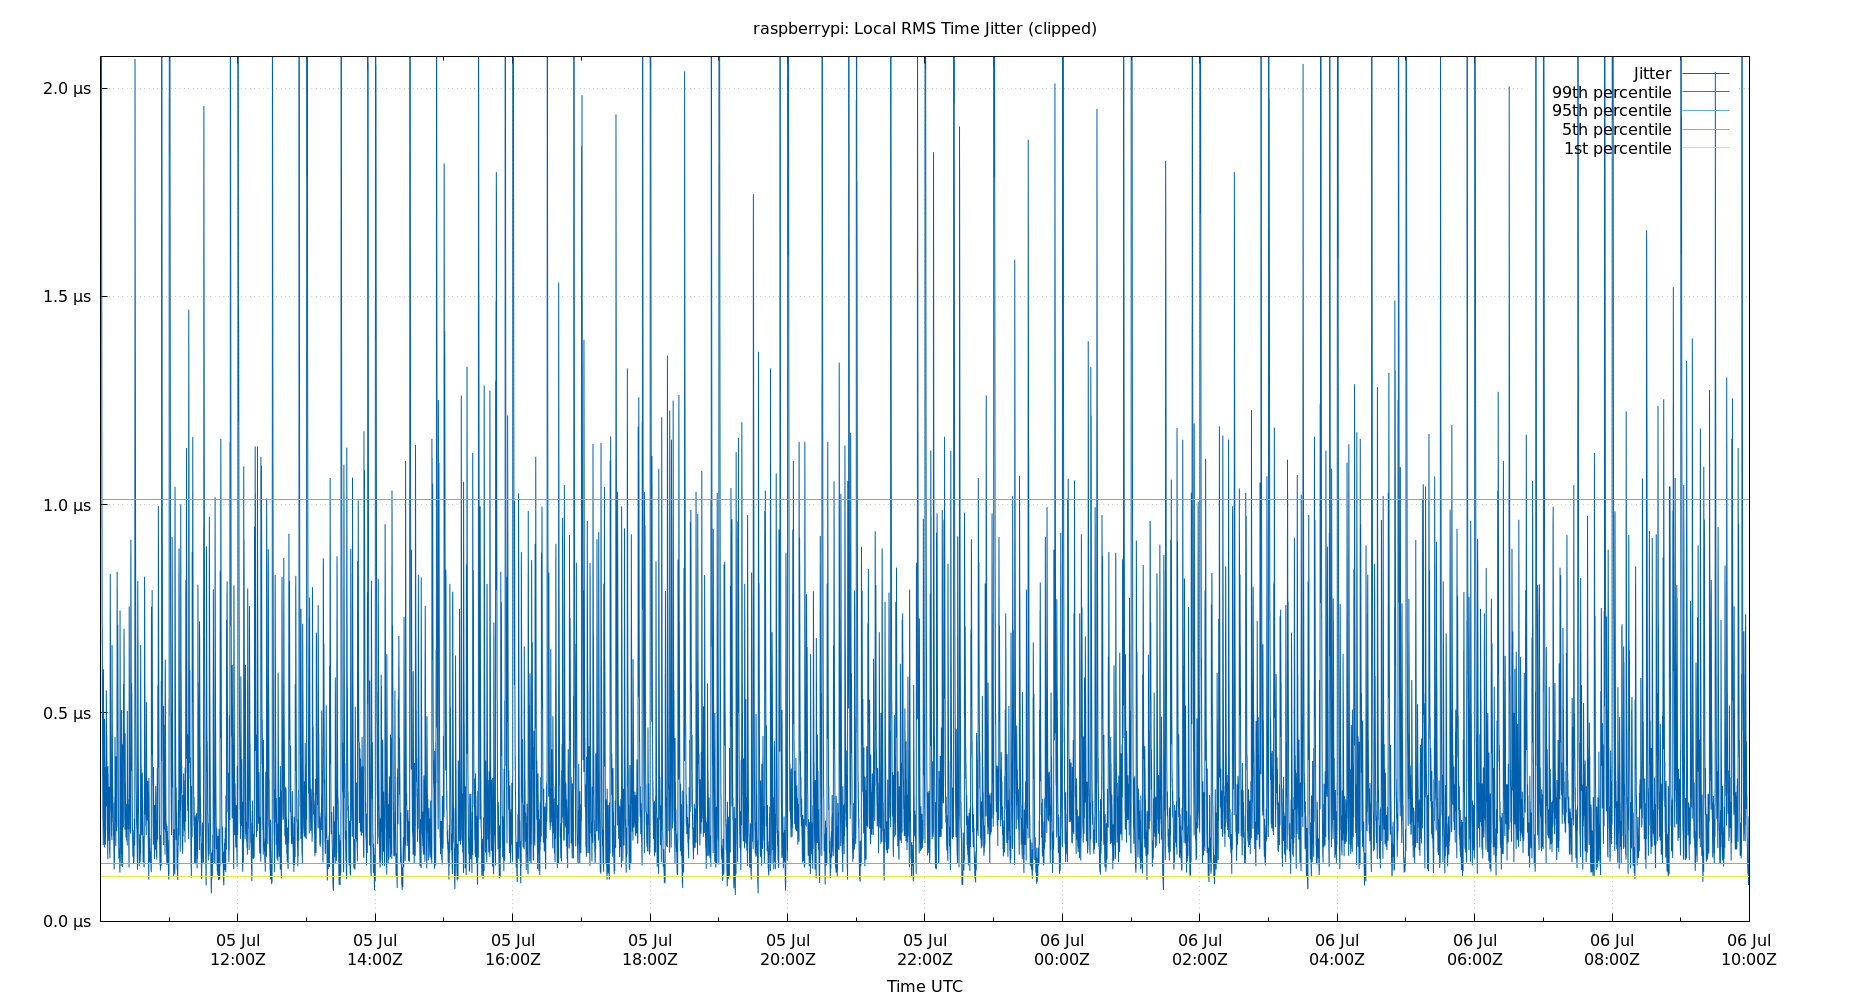 raspberrypi: Local RMS Time Jitter (clipped)
Jitter
99th percentile
95th percentile
5th percentile
1st percentile
2.0 µs
1.5 µs
1.0 µs
0.5 µs
0.0 µs
05 Jul 05 Jul 05 Jul 05 Jul 05 Jul 05 Jul 06 Jul 06 Jul 06 Jul 06 Jul 06 Jul 06 Jul
12:00Z 14:00Z 16:00Z 18:00Z 20:00Z 22:00Z 00:00Z 02:00Z 04:00Z 06:00Z 08:00Z 10:00Z
Time UTC